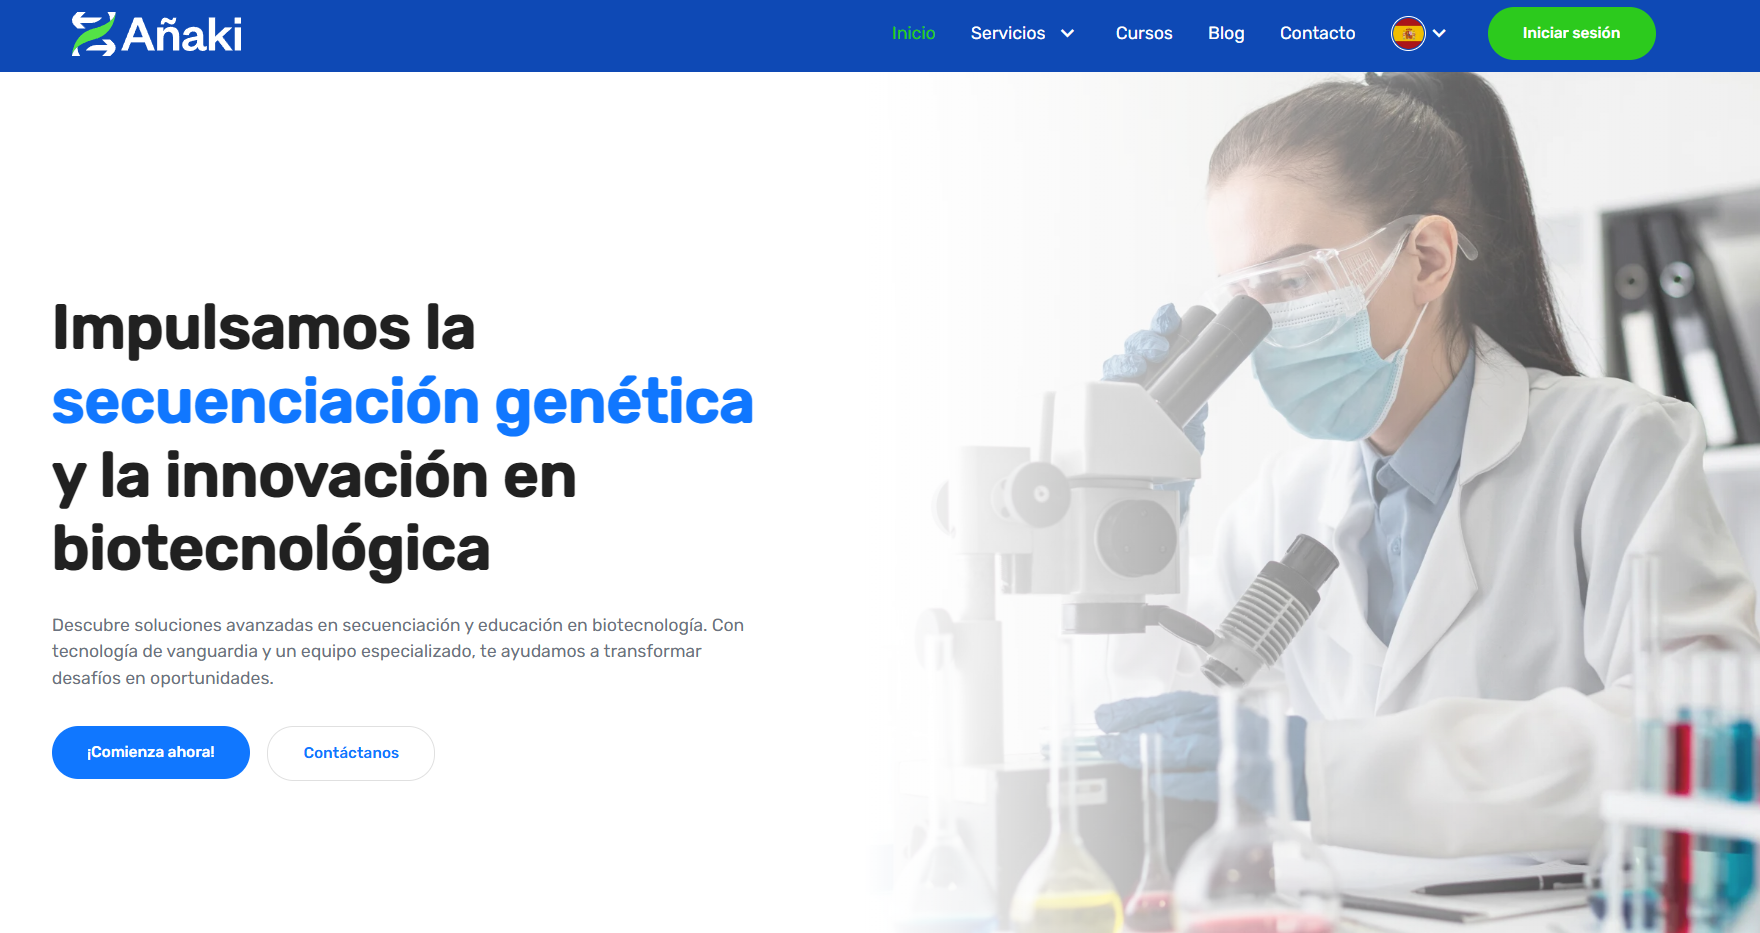 Añaki
Inicio
Servicios
Cursos
Blog
Contacto
Iniciar sesión
Impulsamos la
secuenciación genética
y la innovación en
biotecnológica
Descubre soluciones avanzadas en secuenciación y educación en biotecnología. Con
tecnología de vanguardia y un equipo especializado, te ayudamos a transformar
desafíos en oportunidades.
¡Comienza ahora!
Contáctanos